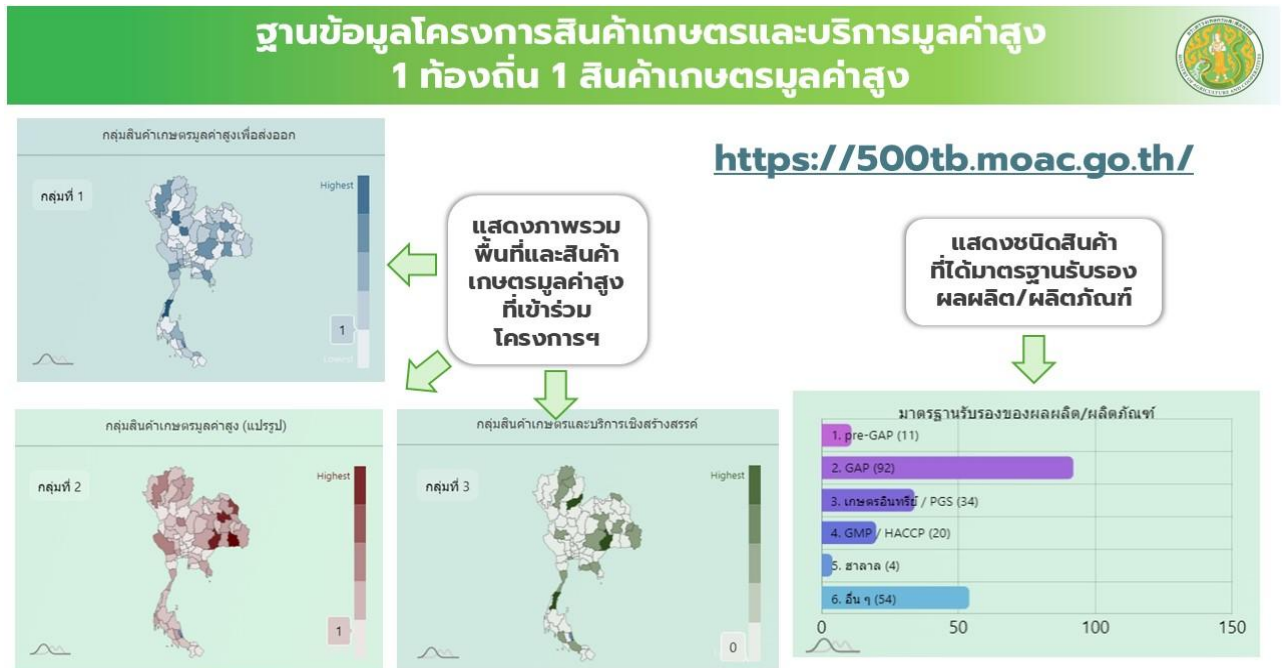 ฐานข้อมูลโครงการสินค้าเกษตรและบริการมูลค่าสูง
1 ท้องถิ่น 1 สินค้าเกษตรมูลค่าสูง
https://500tb.moac.go.th/
กลุ่มสินค้าเกษตรมูลค่าสูงเพื่อส่งออก
กลุ่มที่ 1
Highest
1
แสดงภาพรวม
พื้นที่และสินค้า
เกษตรมูลค่าสูง
ที่เข้าร่วม
โครงการฯ
แสดงชนิดสินค้า
ที่ได้มาตรฐานรับรอง
ผลผลิต/ผลิตภัณฑ์
กลุ่มสินค้าเกษตรมูลค่าสูง (แปรรูป)
กลุ่มที่ 2
Highest
1
กลุ่มสินค้าเกษตรและบริการเชิงสร้างสรรค์
กลุ่มที่ 3
Highest
0
มาตรฐานรับรองของผลผลิต/ผลิตภัณฑ์
1. pre-GAP (11)
2. GAP (92)
3. เกษตรอินทรีย์ / PGS (34)
4. GMP / HACCP (20)
5. ฮาลาล (4)
6. อื่น ๆ (54)
0 50 100 150